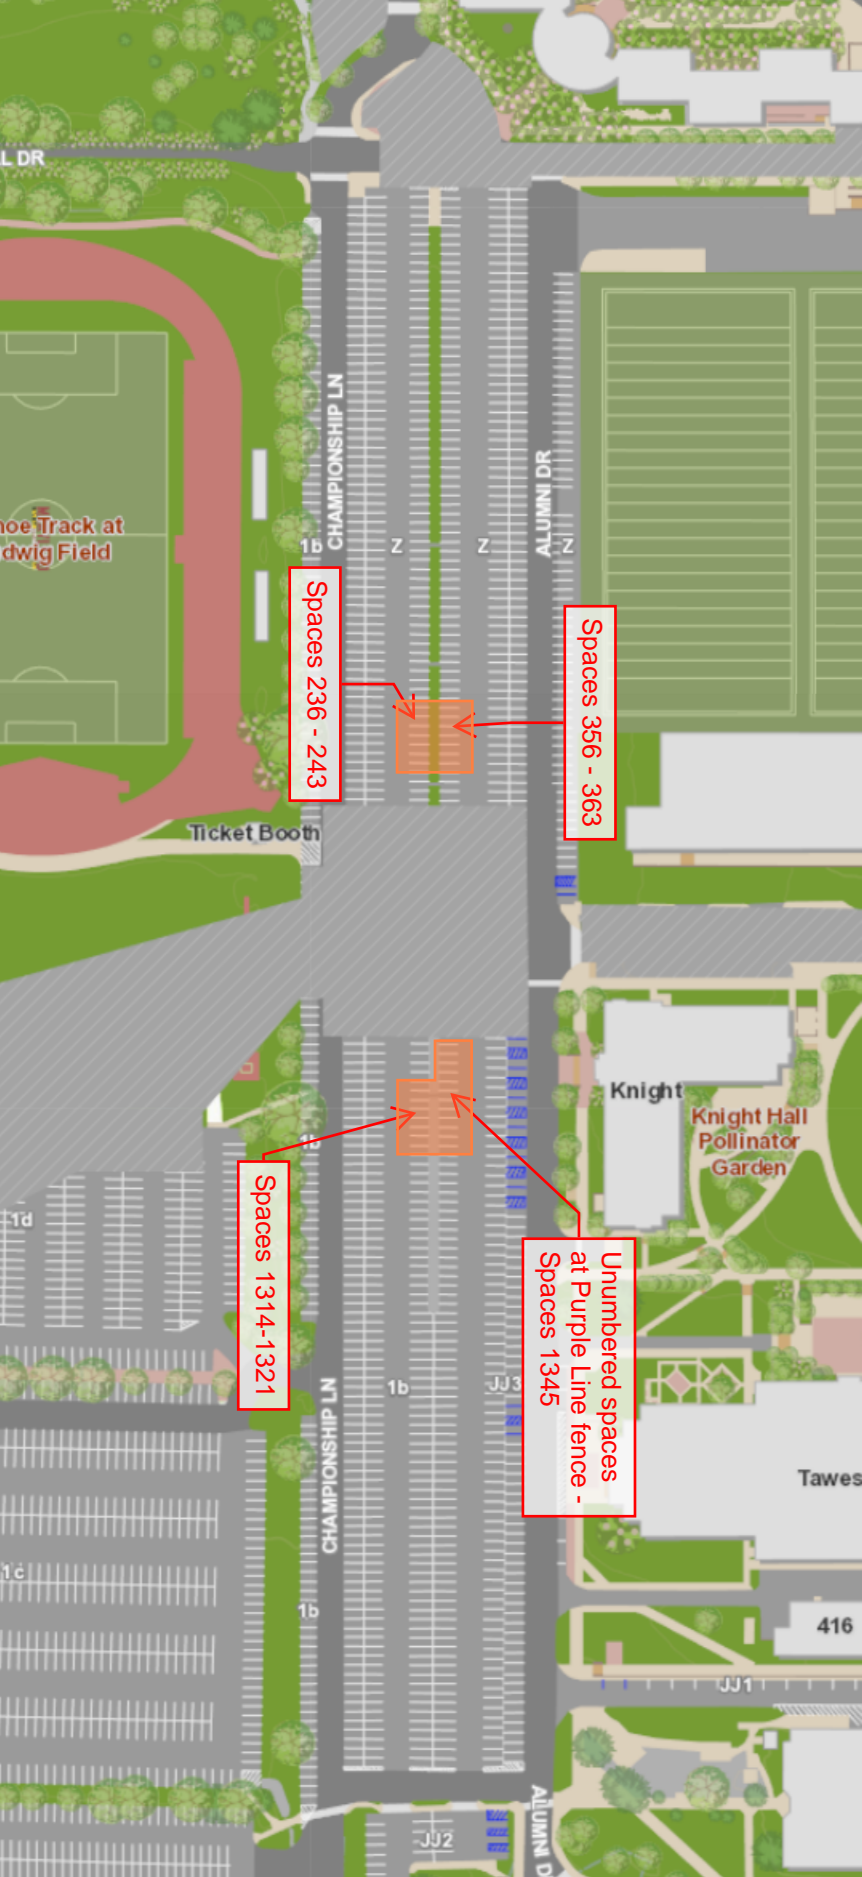 L DR
CHAMPIONSHIP LN
ALUMNI DR
hoe Track at
dwig Field
1b
Z
Z
Z
Spaces 236 - 243
Spaces 356 - 363
Ticket Booth
Knight
Knight Hall
Pollinator
Garden
1b
Spaces 1314-1321
1d
Unumbered spaces
at Purple Line fence -
Spaces 1345
1b
JJ3
CHAMPIONSHIP LN
Tawes
1c
1b
416
JJ1
ALUMNI D
JJ2